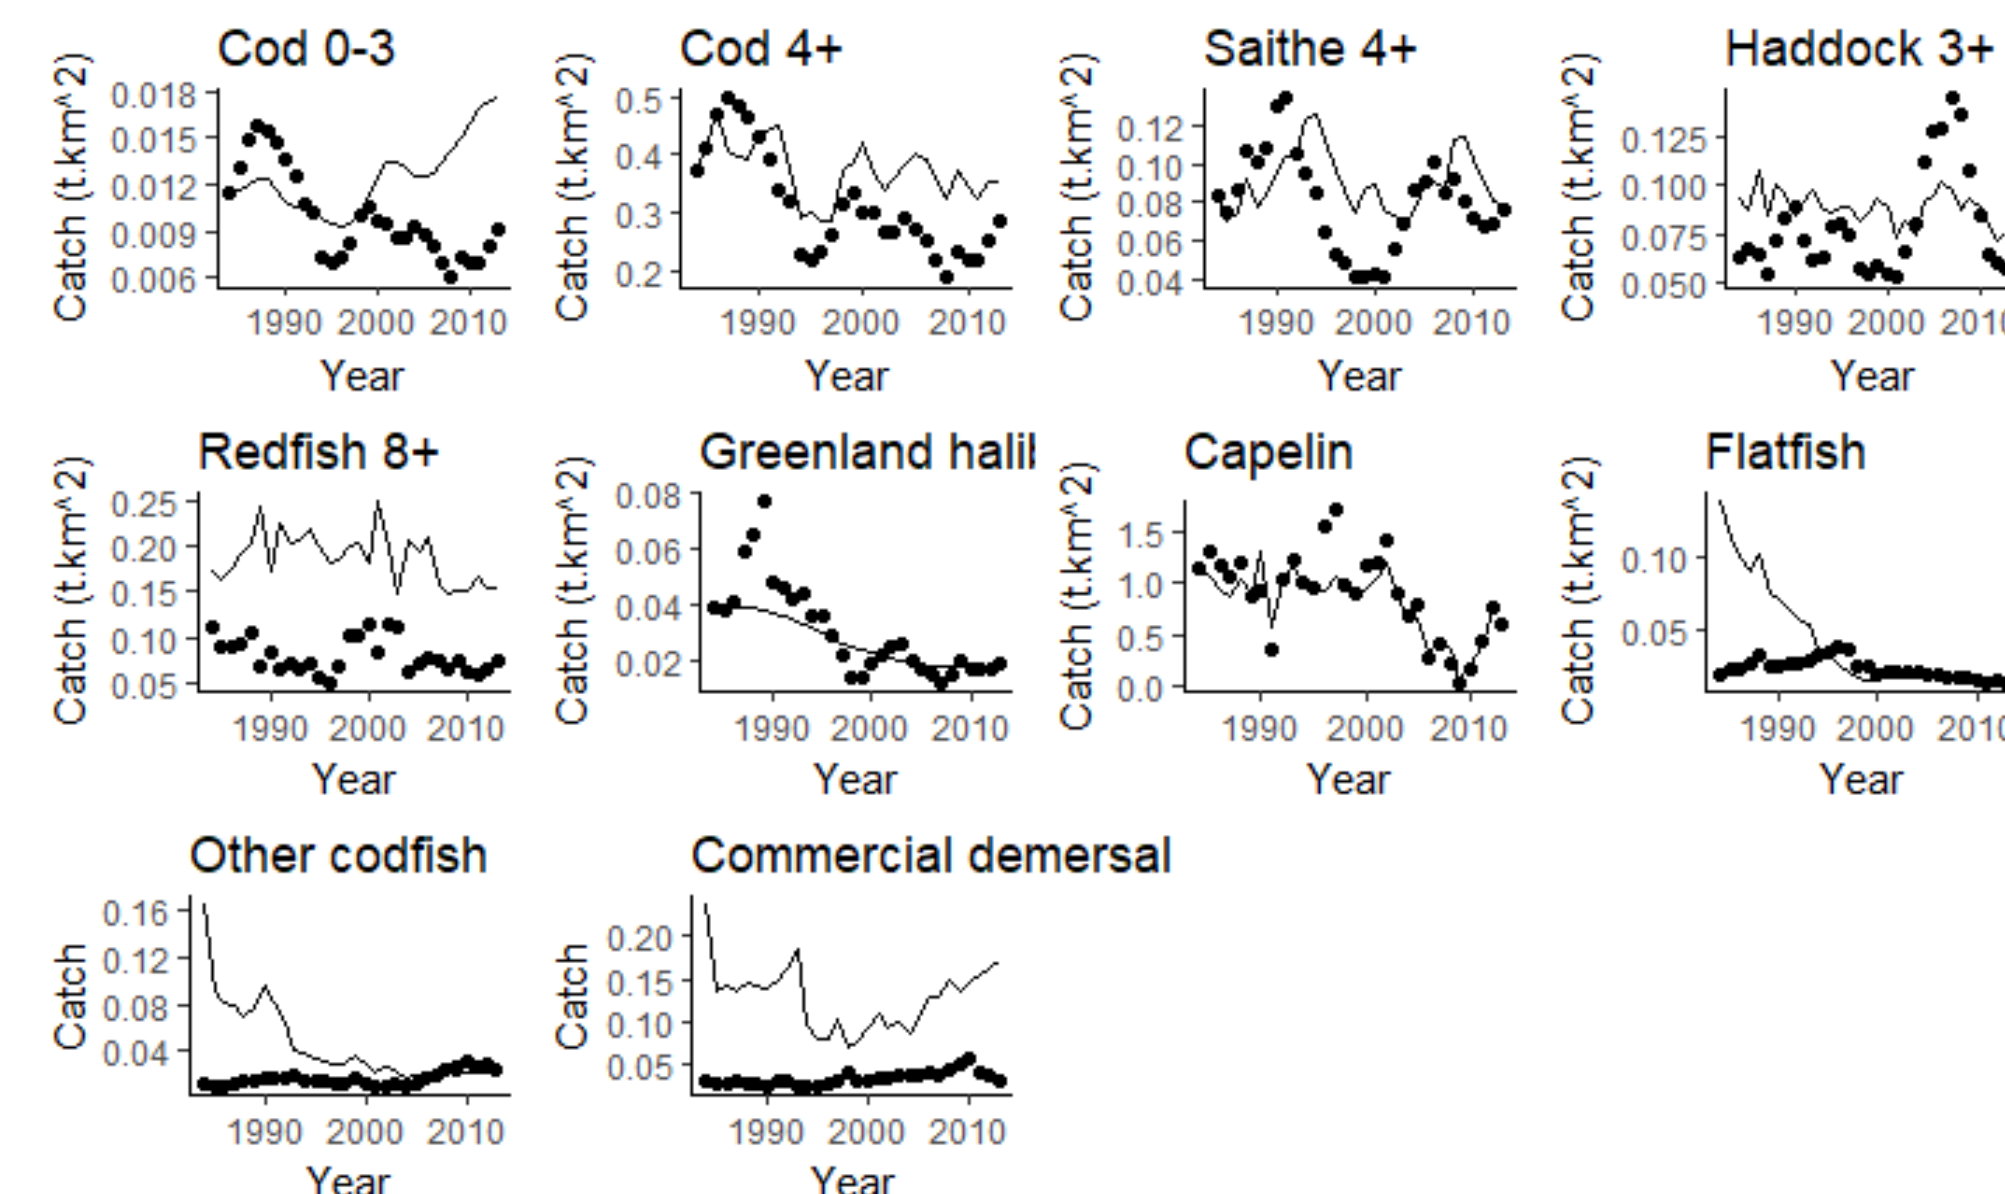 Cod 0-3 Cod 4+ Saithe 4+ Haddock 3+
Catch (t.km^2) 0.018 0.015 0.012 0.009 0.006
Catch (t.km^2) 0.5 0.4 0.3 0.2
Catch (t.km^2) 0.12 0.10 0.08 0.06 0.04
Catch (t.km^2) 0.125 0.100 0.075 0.050
1990 2000 2010 1990 2000 2010 1990 2000 2010 1990 2000 201
Year Year Year Year
Redfish 8+ Greenland hali Capelin Flatfish
Catch (t.km^2) 0.25 0.20 0.15 0.10 0.05
Catch (t.km^2) 0.08 0.06 0.04 0.02
Catch (t.km^2) 1.5 1.0 0.5 0.0
Catch (t.km^2) 0.10 0.05
1990 2000 2010 1990 2000 2010 1990 2000 2010 1990 2000 201
Year Year Year Year
Other codfish Commercial demersal
Catch 0.16 0.12 0.08 0.04
Catch 0.20 0.15 0.10 0.05
1990 2000 2010 1990 2000 2010
Year Year